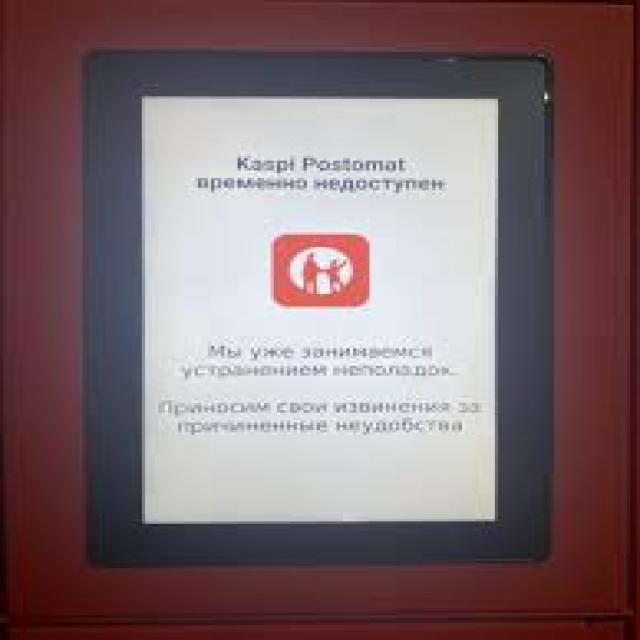 Kaspi Postomat
временно недоступен
Мы уже занимаемся
устранением неполадок.
Приносим свои извинения за
причиненные неудобства